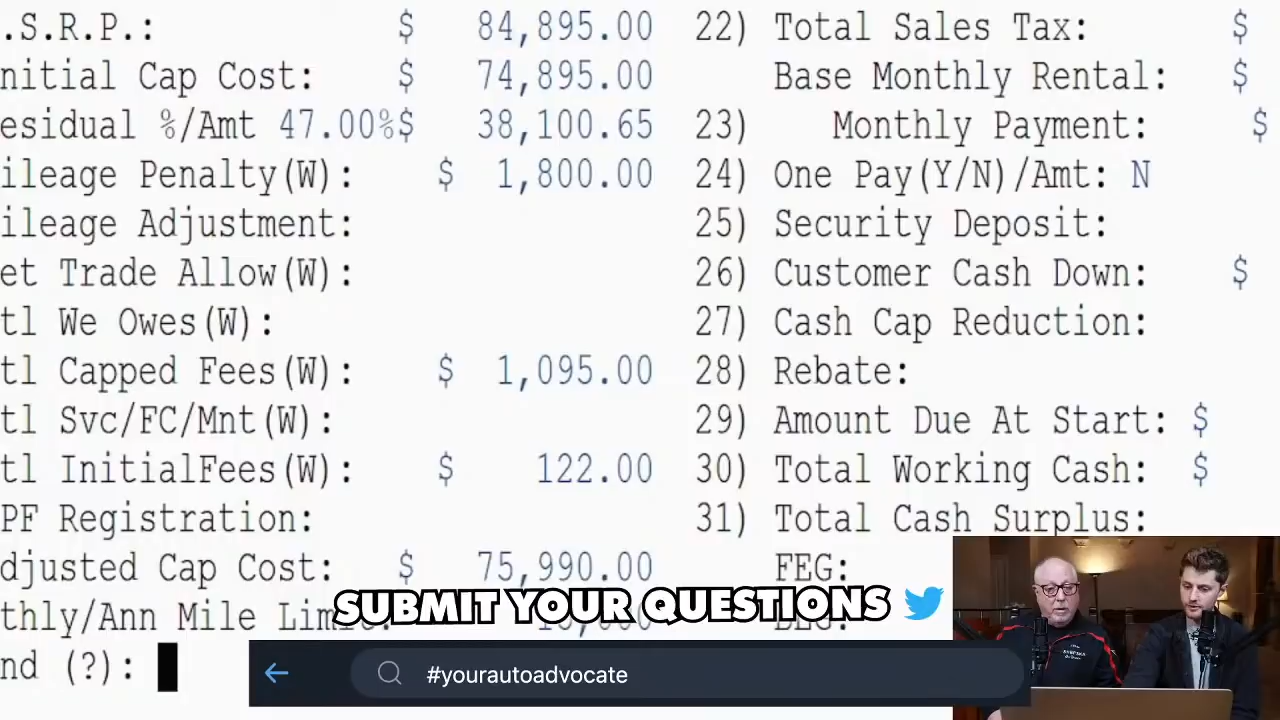 .S.R.P.: $ 84,895.00 22) Total Sales Tax: $
nitial Cap Cost: $ 74,895.00 Base Monthly Rental: $
esidual %/Amt 47.00%$ 38,100.65 23) Monthly Payment: $
ileage Penalty(W): $ 1,800.00 24) One Pay(Y/N)/Amt: N
ileage Adjustment: 25) Security Deposit:
et Trade Allow(W): 26) Customer Cash Down: $
tl We Owes(W): 27) Cash Cap Reduction:
tl Capped Fees(W): $ 1,095.00 28) Rebate:
tl Svc/FC/Mnt(W): 29) Amount Due At Start: $
tl InitialFees(W): $ 122.00 30) Total Working Cash: $
PF Registration: 31) Total Cash Surplus:
djusted Cap Cost: $ 75,990.00 FEG:
thly/Ann Mile
nd (?):
SUBMIT YOUR QUESTIONS
#yourautoadvocate